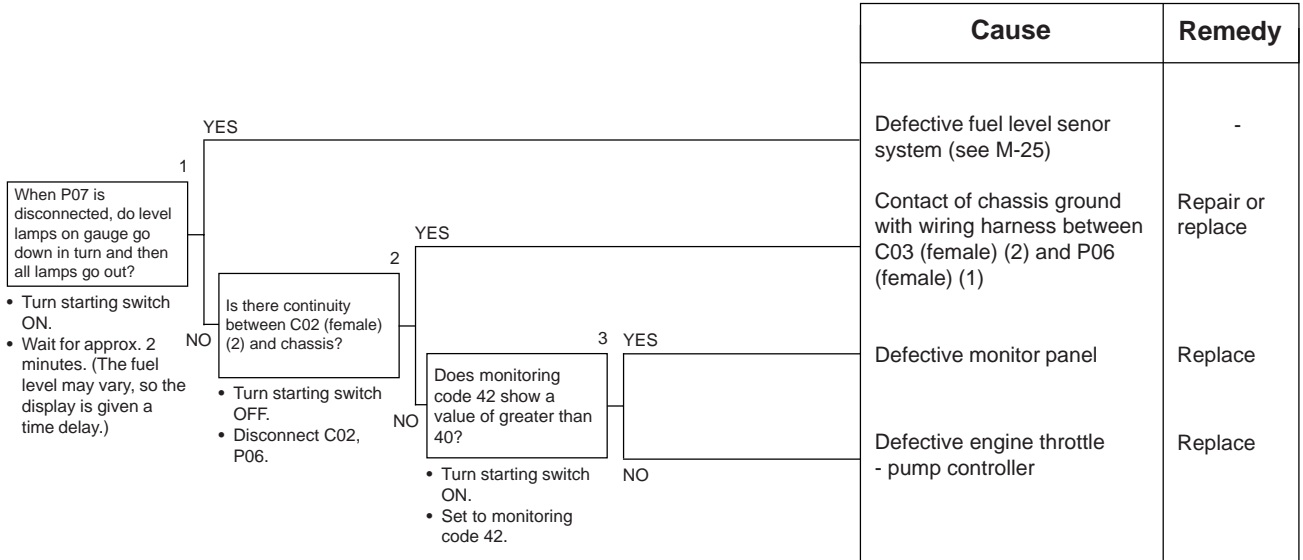 Cause
Remedy
YES
Defective fuel level senor
system (see M-25)
-
1
When P07 is
disconnected, do level
lamps on gauge go
down in turn and then
all lamps go out?
• Turn starting switch
ON.
• Wait for approx. 2
minutes. (The fuel
level may vary, so the
display is given a
time delay.)
YES
Contact of chassis ground
with wiring harness between
C03 (female) (2) and P06
(female) (1)
Repair or
replace
NO
2
Is there continuity
between C02 (female)
(2) and chassis?
• Turn starting switch
OFF.
• Disconnect C02,
P06.
NO
3
YES
Defective monitor panel
Replace
Does monitoring
code 42 show a
value of greater than
40?
• Turn starting switch
ON.
• Set to monitoring
code 42.
NO
Defective engine throttle
- pump controller
Replace